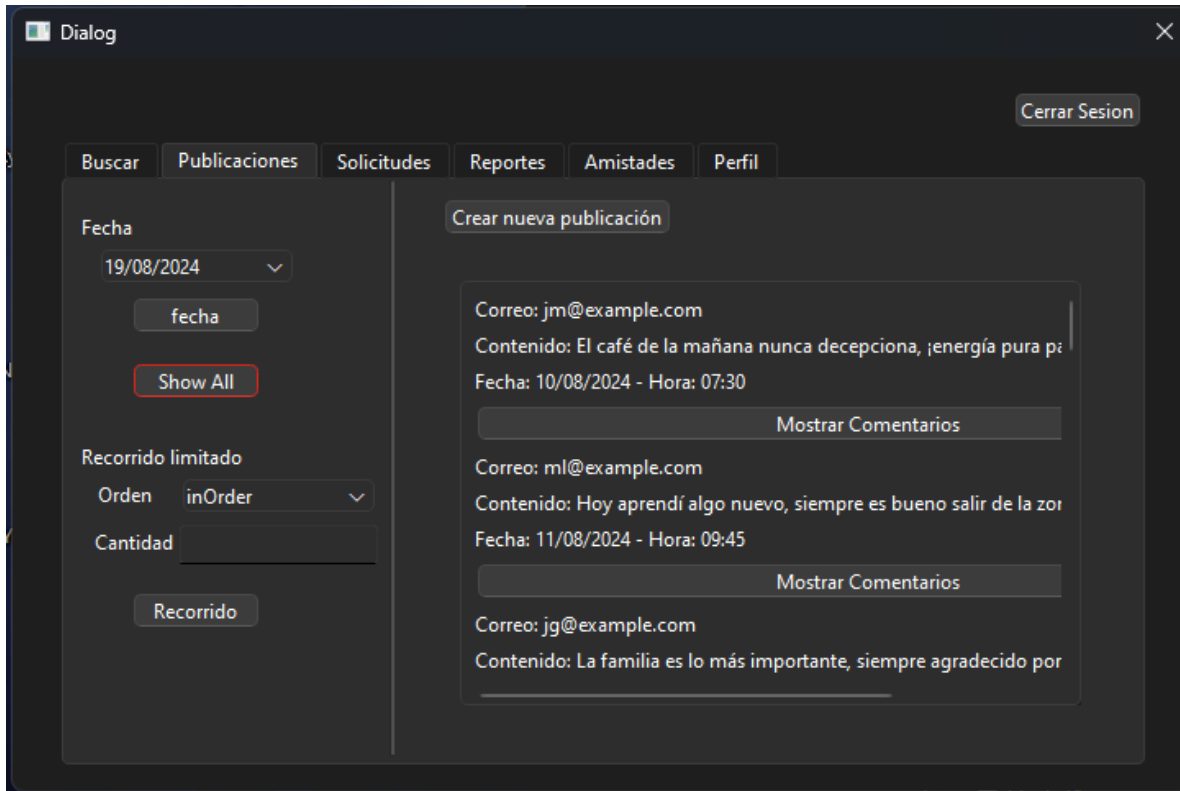 Dialog
Cerrar Sesion
Buscar Publicaciones Solicitudes Reportes Amistades Perfil
Fecha
19/08/2024
fecha
Show All
Recorrido limitado
Orden inOrder
Cantidad
Recorrido
Crear nueva publicación
Correo: jm@example.com
Contenido: El café de la mañana nunca decepciona, ¡energía pura
Fecha: 10/08/2024 - Hora: 07:30
Mostrar Comentarios
Correo: ml@example.com
Contenido: Hoy aprendí algo nuevo, siempre es bueno salir de la
Fecha: 11/08/2024 - Hora: 09:45
Mostrar Comentarios
Correo: jg@example.com
Contenido: La familia es lo más importante, siempre agradecido por